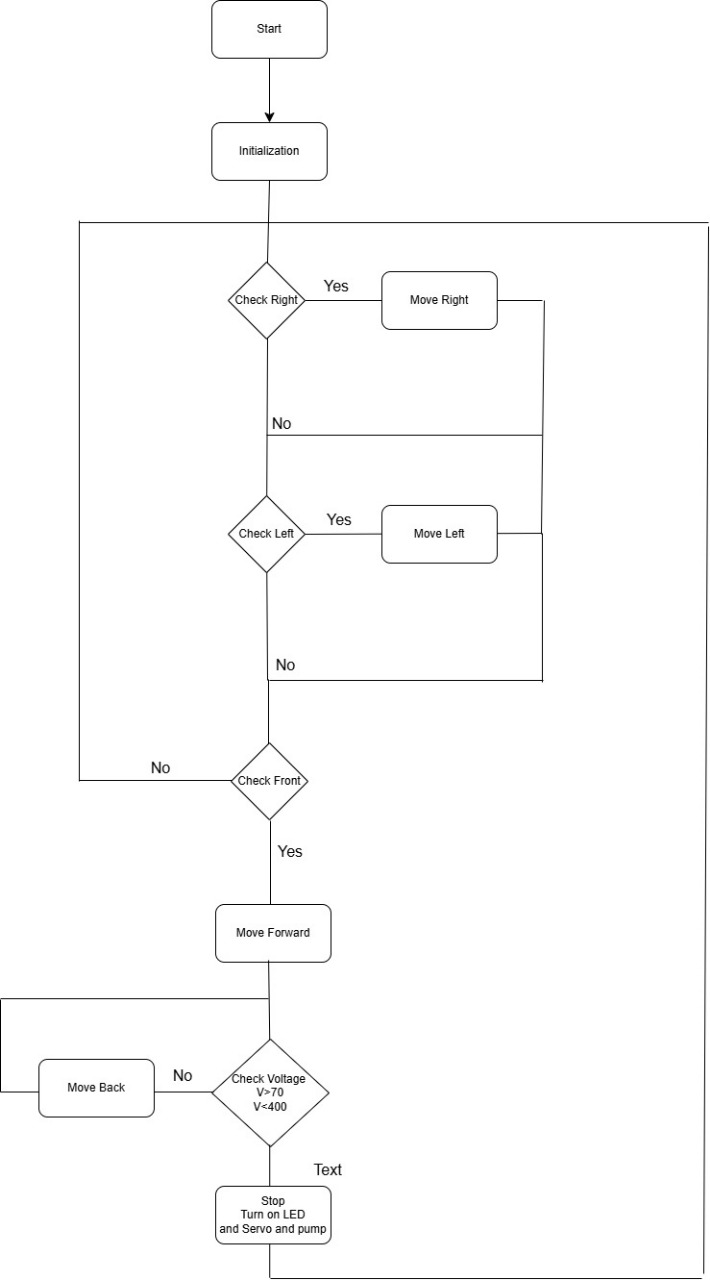 Start
Initialization
Check Right
Yes
Move Right
No
Check Left
Yes
Move Left
No
Check Front
No
Yes
Move Forward
Check Voltage
V>70
V<400
No
Move Back
Text
Stop
Turn on LED
and Servo and pump